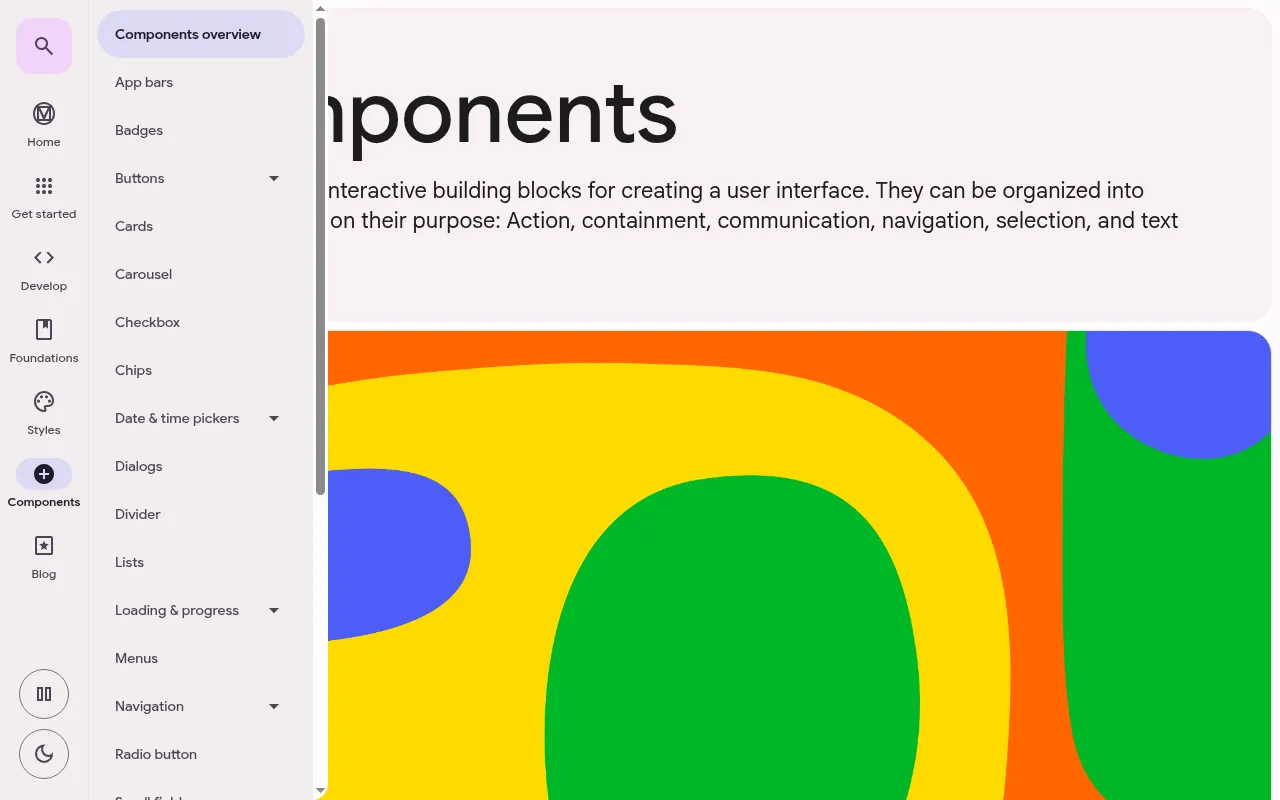 Home
Get started
Develop
Foundations
Styles
Components
Blog
Components overview
App bars
Badges
Buttons
Cards
Carousel
Checkbox
Chips
Date & time pickers
Dialogs
Divider
Lists
Loading & progress
Menus
Navigation
Radio button
mponents
nteractive building blocks for creating a user interface. They can be organized into
on their purpose: Action, containment, communication, navigation, selection, and text